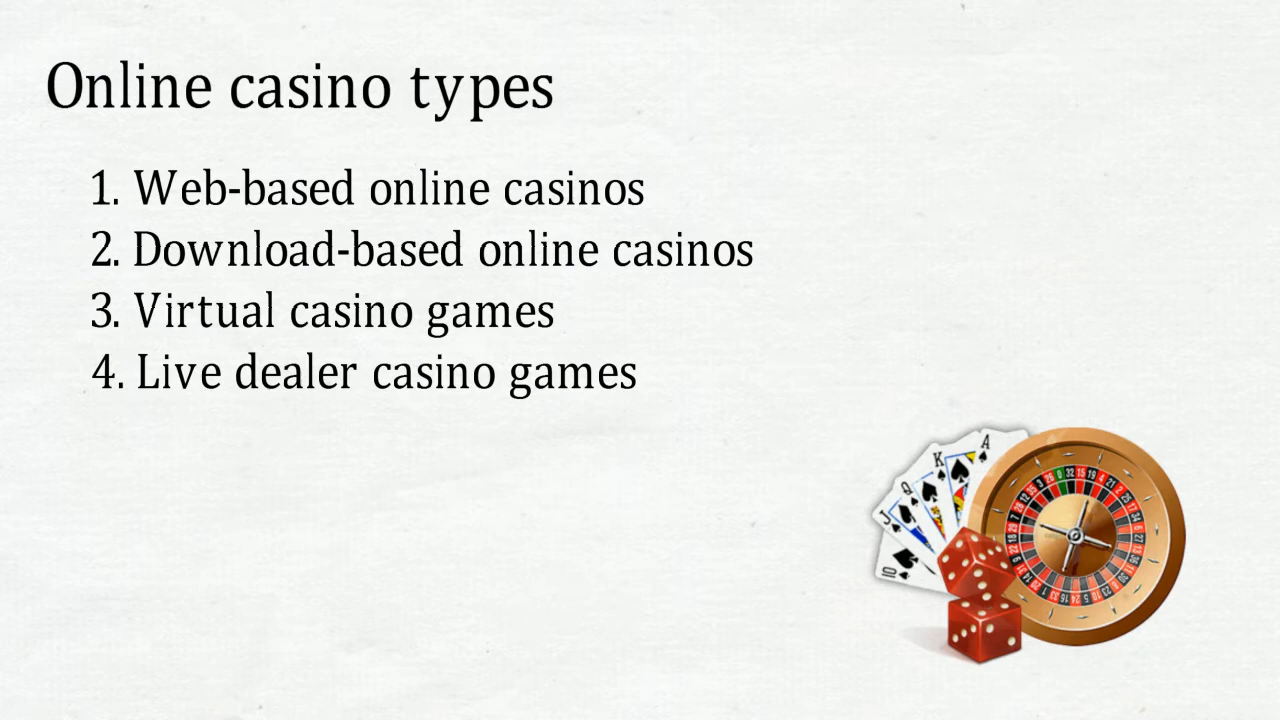 Online casino types
1. Web-based online casinos
2. Download-based online casinos
3. Virtual casino games
4. Live dealer casino games
A
K
Q
J
10